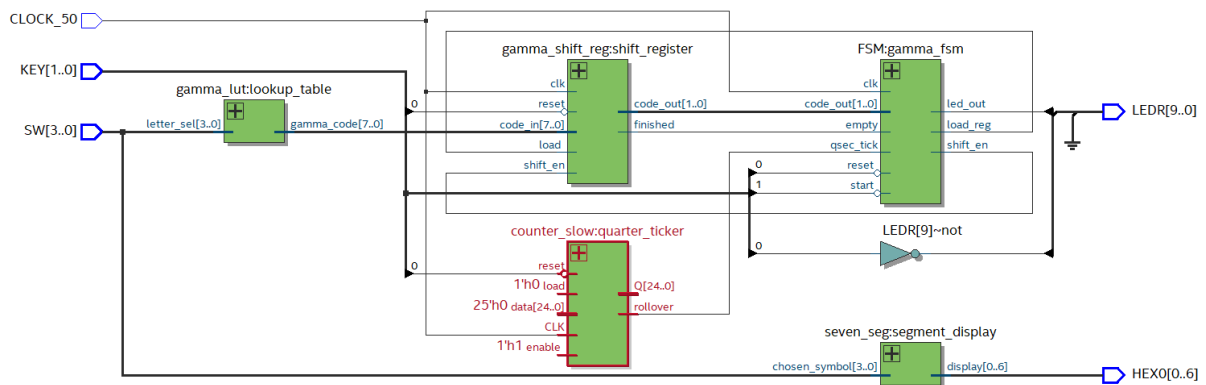 CLOCK_50
KEY[1..0]
SW[3..0]
gamma_lut:lookup_table
letter_sel[3..0]
gamma_code[7..0]
gamma_shift_reg:shift_register
clk
0
reset
code_in[7..0]
load
shift_en
code_out[1..0]
finished
FSM:gamma_fsm
clk
code_out[1..0]
empty
qsec_tick
0
reset
1
start
led_out
load_reg
shift_en
LEDR[9..0]
0
LEDR[9]~not
counter_slow:quarter_ticker
0
reset
1'h0 load
25'h0 data[24..0]
CLK
1'h1 enable
Q[24..0]
rollover
seven_seg:segment_display
chosen_symbol[3..0]
display[0..6]
HEX0[0..6]